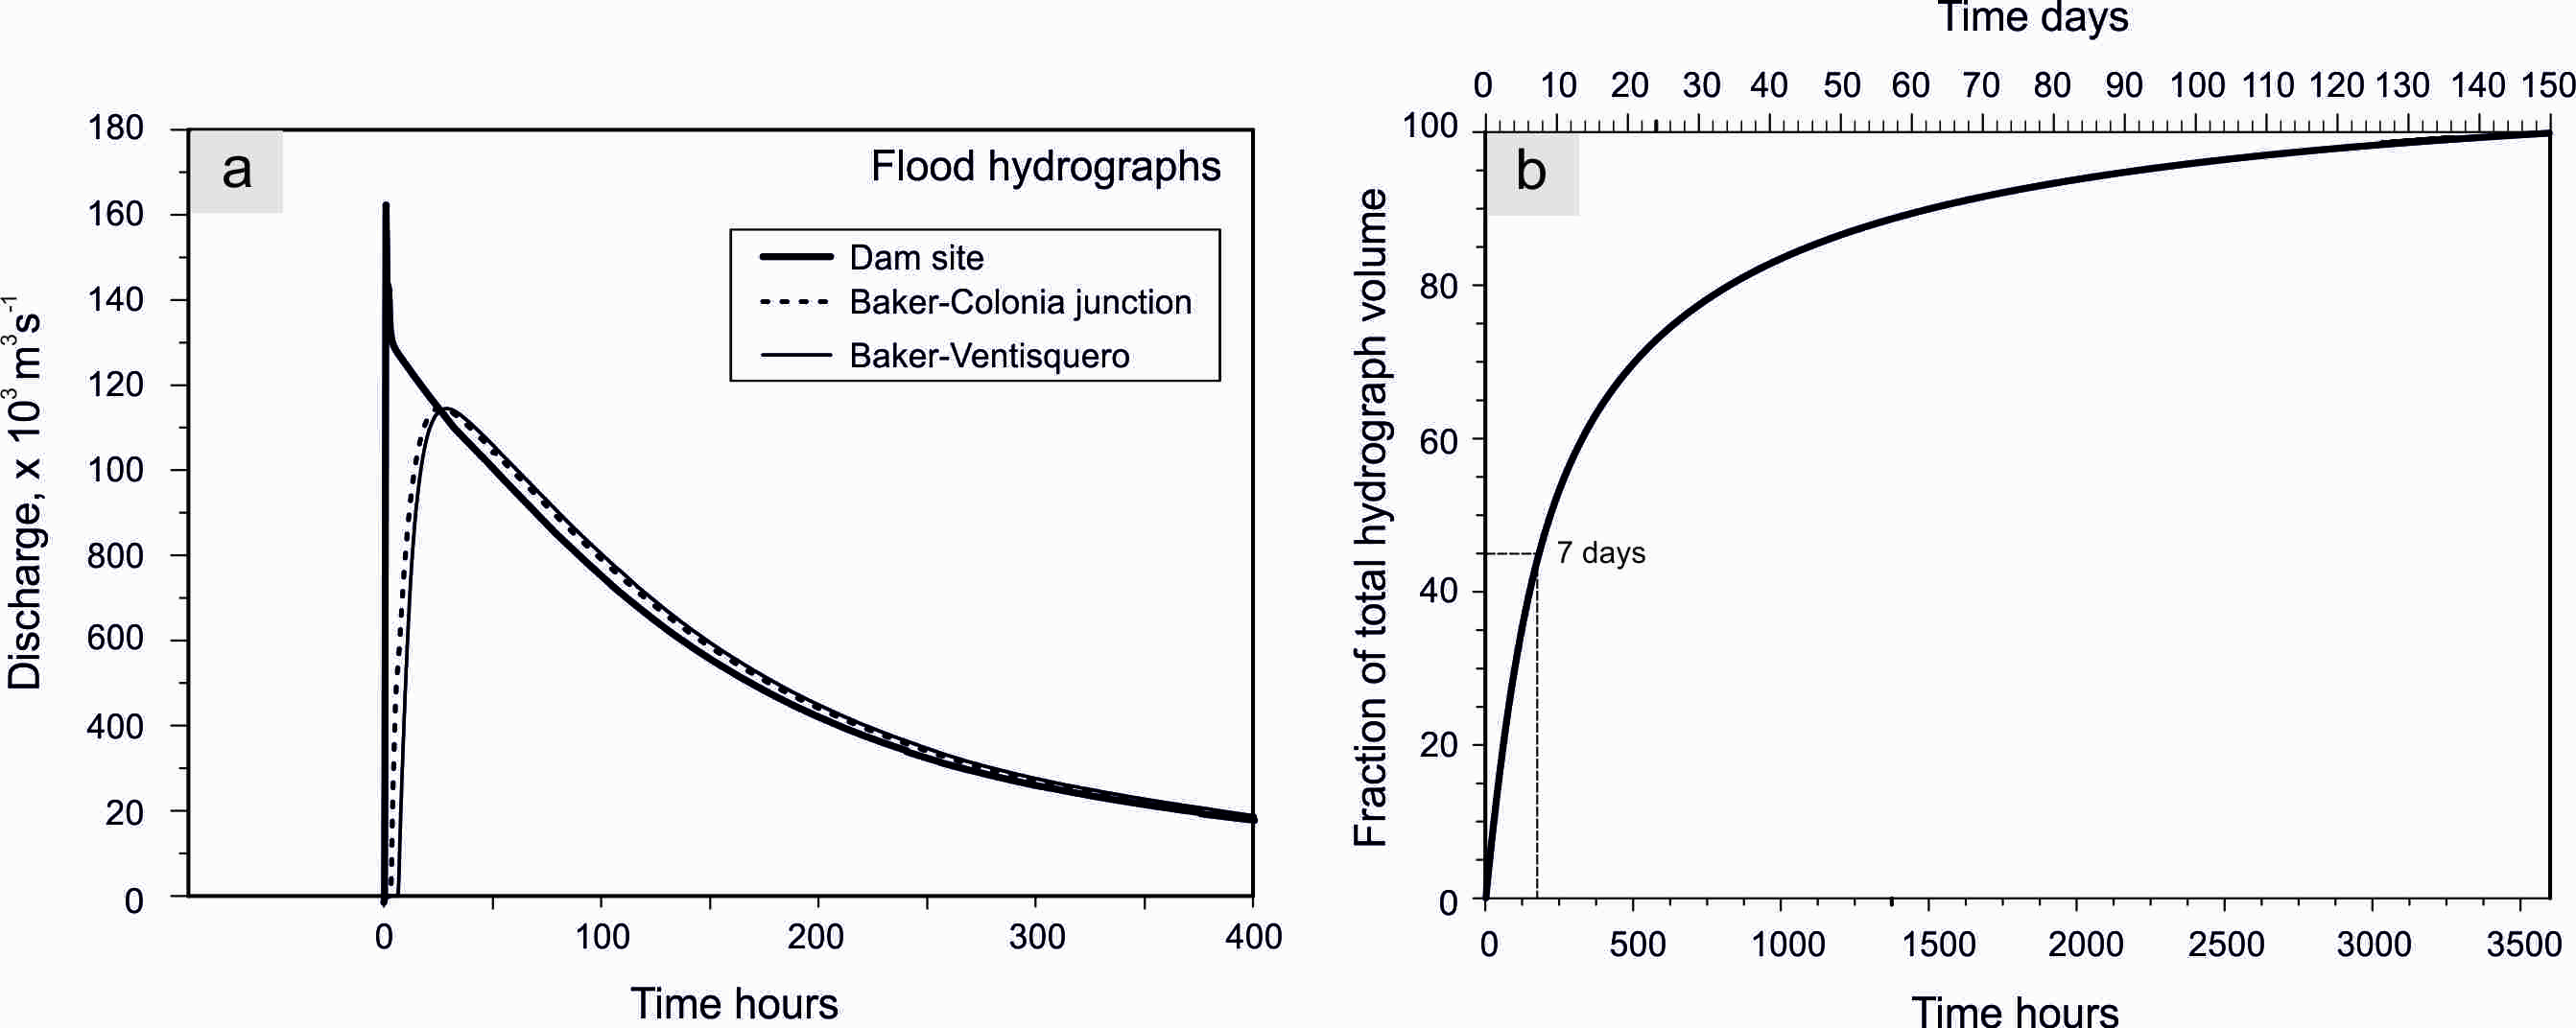 a
Flood hydrographs
Dam site
Baker-Colonia junction
Baker-Ventisquero
180
160
140
120
100
800
600
400
20
0
Discharge, x 10³ m³s⁻¹
0 100 200 300 400
Time hours
Time days
0 10 20 30 40 50 60 70 80 90 100 110 120 130 140 150
b
7 days
100
80
60
40
20
0
Fraction of total hydrograph volume
0 500 1000 1500 2000 2500 3000 3500
Time hours